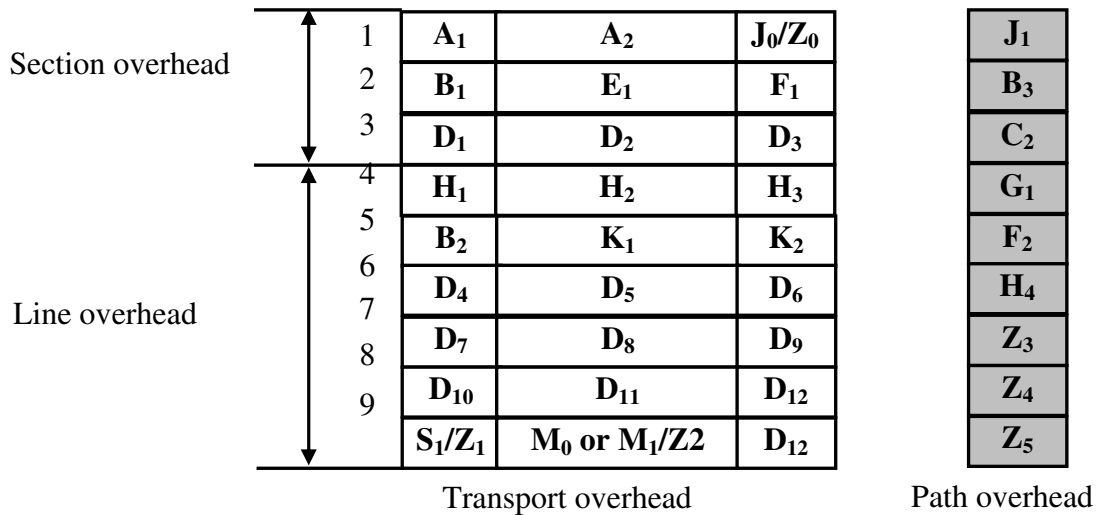 1 A₁ A₂ J₀/Z₀ J₁
Section overhead
2 B₁ E₁ F₁ B₃
3 D₁ D₂ D₃ C₂
4 H₁ H₂ H₃ G₁
5 B₂ K₁ K₂ F₂
6 D₄ D₅ D₆ H₄
Line overhead
7 D₇ D₈ D₉ Z₃
8 D₁₀ D₁₁ D₁₂ Z₄
9 S₁/Z₁ M₀ or M₁/Z2 D₁₂ Z₅
Transport overhead Path overhead